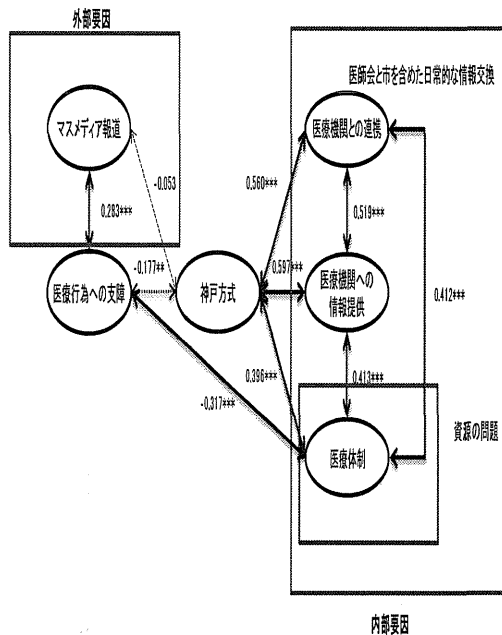 外部要因
医師会と市を含めた日常的な情報交換
マスメディア報道
医療機関との連携
-0.053
0.560***
0.283***
0.519***
-0.177**
0.597***
医療行為への支障
神戸方式
医療機関への
情報提供
0.412***
0.396***
0.413***
-0.317***
資源の問題
医療体制
内部要因